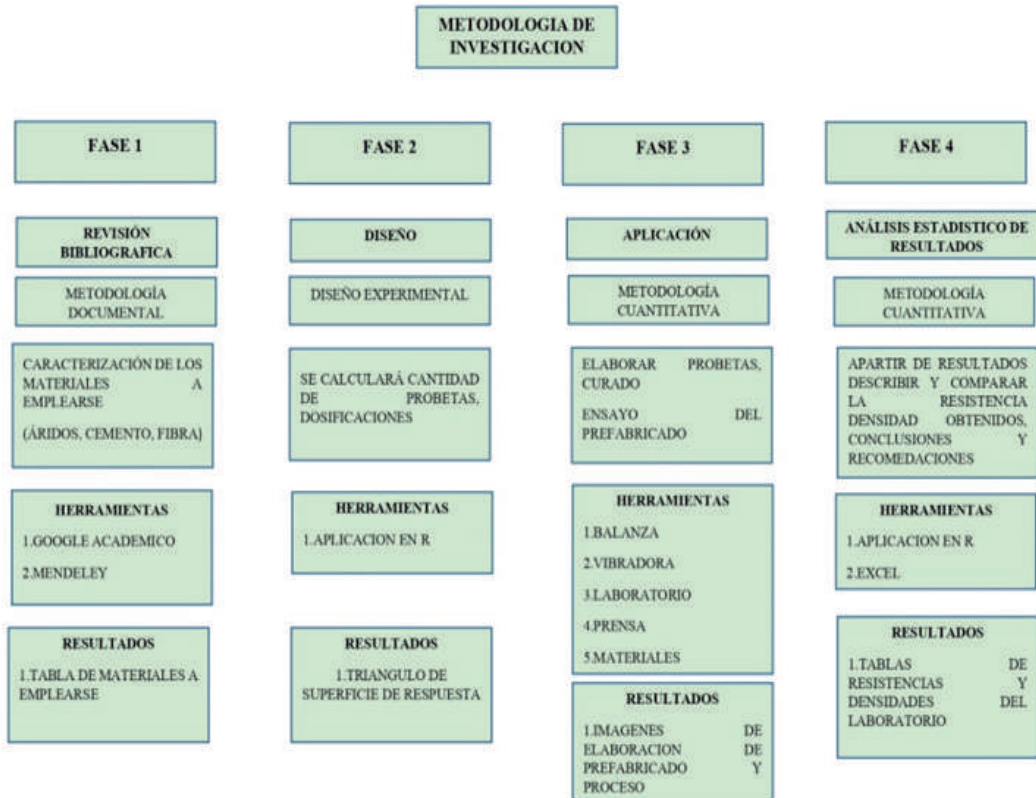 METODOLOGIA DE
INVESTIGACION
FASE 1
REVISIÓN
BIBLIOGRAFICA
METODOLOGÍA
DOCUMENTAL
CARACTERIZACIÓN DE LOS
MATERIALES A
EMPLEARSE
(ÁRIDOS, CEMENTO, FIBRA)
HERRAMIENTAS
1.GOOGLE ACADEMICO
2.MENDELEY
RESULTADOS
1.TABLA DE MATERIALES A
EMPLEARSE
FASE 2
DISEÑO
DISEÑO EXPERIMENTAL
SE CALCULARÁ CANTIDAD
DE PROBETAS,
DOSIFICACIONES
HERRAMIENTAS
1.APLICACION EN R
RESULTADOS
1.TRIANGULO DE
SUPERFICIE DE RESPUESTA
FASE 3
APLICACIÓN
METODOLOGÍA
CUANTITATIVA
ELABORAR PROBETAS,
CURADO
ENSAYO DEL
PREFABRICADO
HERRAMIENTAS
1.BALANZA
2.VIBRADORA
3.LABORATORIO
4.PRENSA
5.MATERIALES
RESULTADOS
1.IMAGENES DE
ELABORACION DE
PREFABRICADO Y
PROCESO
FASE 4
ANÁLISIS ESTADISTICO DE
RESULTADOS
METODOLOGÍA
CUANTITATIVA
APARTIR DE RESULTADOS
DESCRIBIR Y COMPARAR
LA RESISTENCIA
DENSIDAD OBTENIDOS,
CONCLUSIONES Y
RECOMEDACIONES
HERRAMIENTAS
1.APLICACION EN R
2.EXCEL
RESULTADOS
1.TABLAS DE
RESISTENCIAS Y
DENSIDADES DEL
LABORATORIO